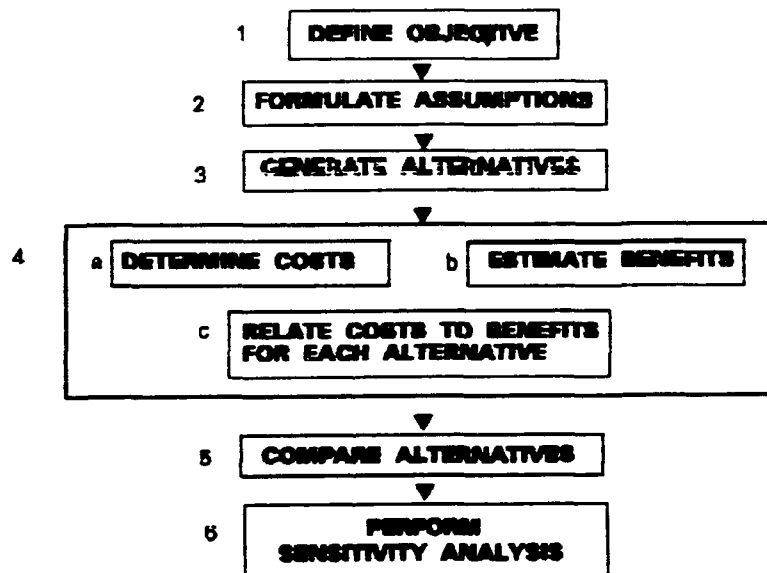 1 DEFINE OBJECTIVE
2 FORMULATE ASSUMPTIONS
3 GENERATE ALTERNATIVES
4
a DETERMINE COSTS
b ESTIMATE BENEFITS
c RELATE COSTS TO BENEFITS
FOR EACH ALTERNATIVE
5 COMPARE ALTERNATIVES
6 PERFORM
SENSITIVITY ANALYSIS